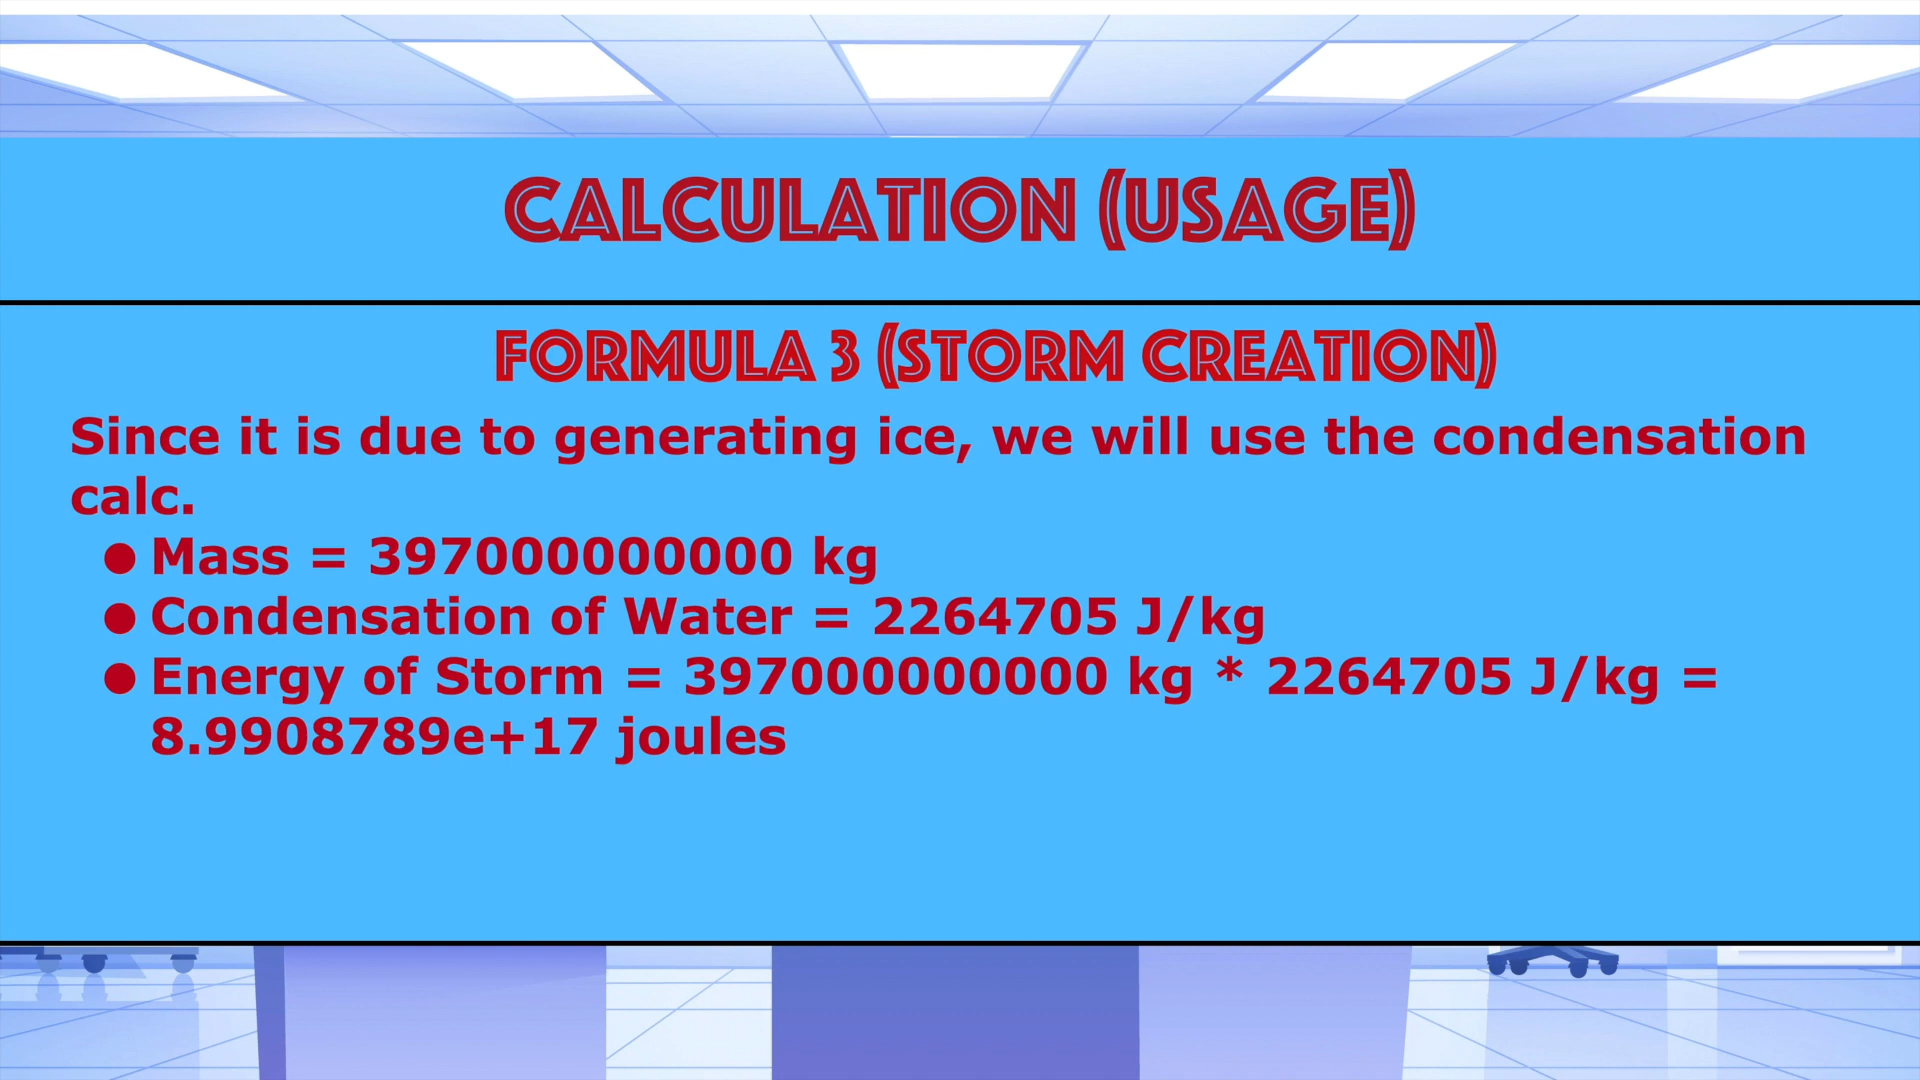 CALCULATION (USAGE)
FORMULA 3 (STORM CREATION)
Since it is due to generating ice, we will use the condensation
calc.
● Mass = 397000000000 kg
● Condensation of Water = 2264705 J/kg
● Energy of Storm = 397000000000 kg * 2264705 J/kg =
8.9908789e+17 joules